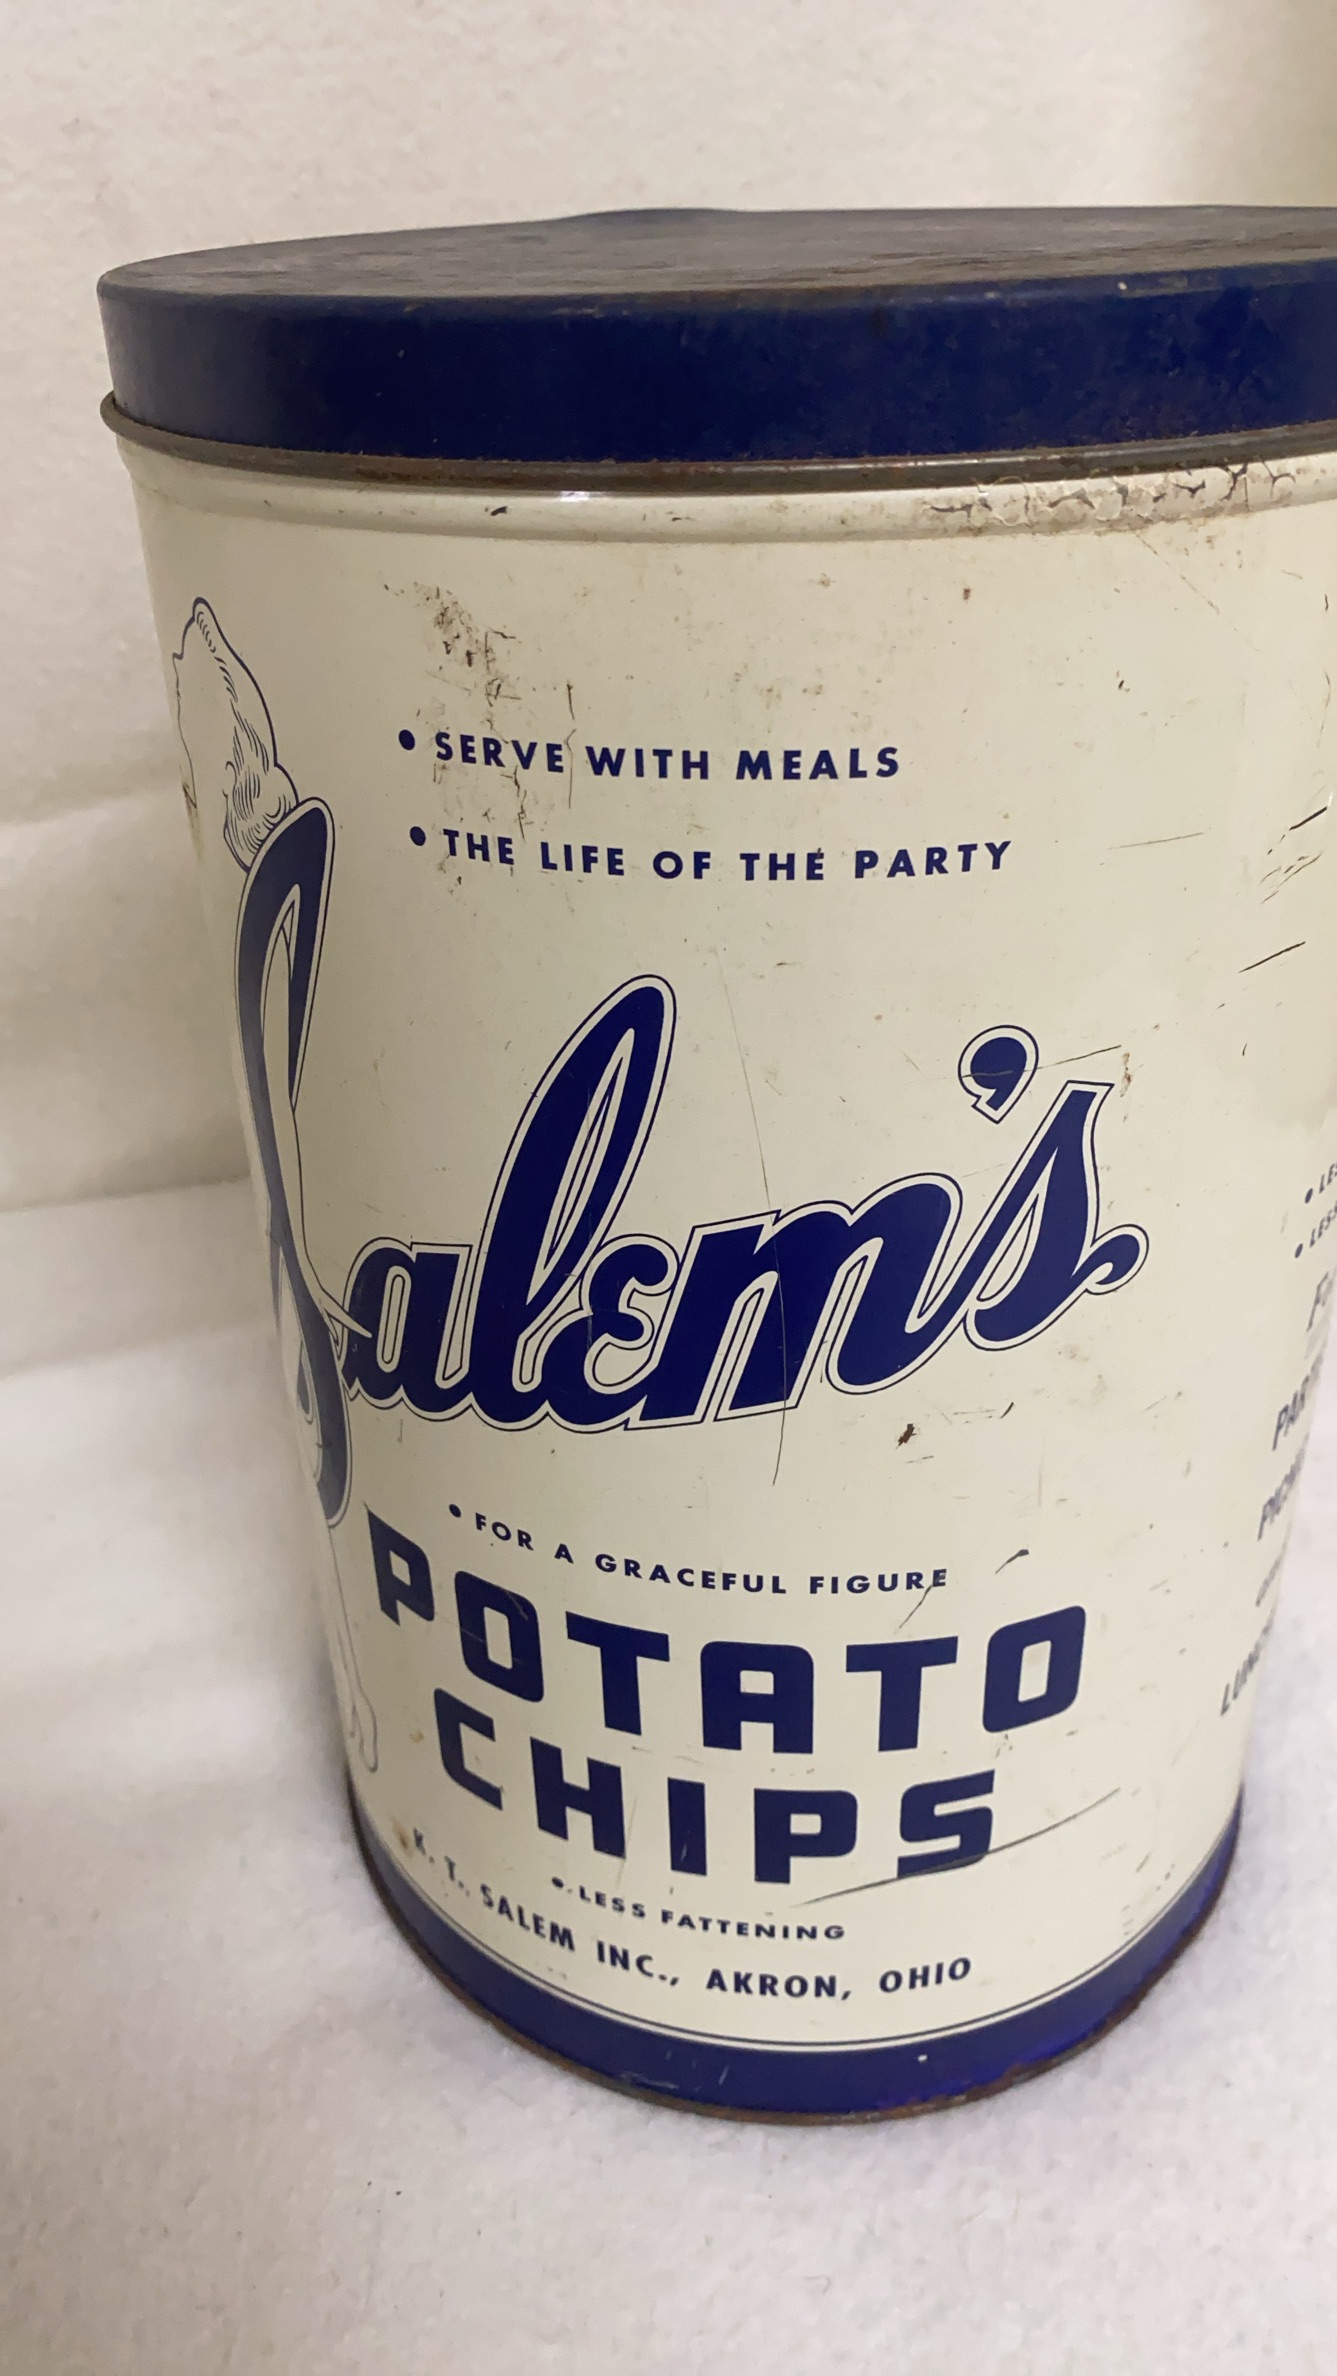 • SERVE WITH MEALS
• THE LIFE OF THE PARTY
Salem's
• FOR A GRACEFUL FIGURE
POTATO
CHIPS
• LESS FATTENING
K. T. SALEM INC., AKRON, OHIO